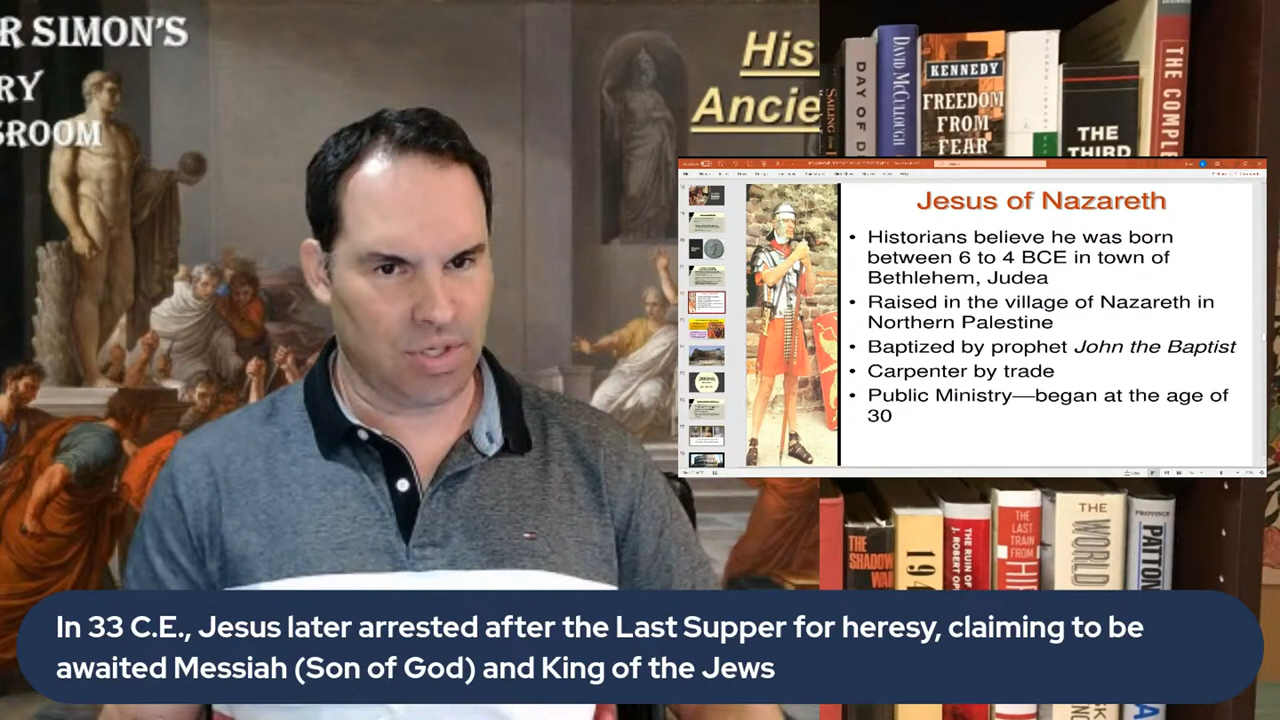 R SIMON'S
RY
SROOM
His
Ancie
DAY OF D
DAVID McCULLOUGH
KENNEDY
FREEDOM
FROM
FEAR
THE
THIRD
THE COMPLE
Jesus of Nazareth
• Historians believe he was born
between 6 to 4 BCE in town of
Bethlehem, Judea
• Raised in the village of Nazareth in
Northern Palestine
• Baptized by prophet John the Baptist
• Carpenter by trade
• Public Ministry—began at the age of
30
THE
SHADOW
WAR
194
THE RUIN OF
J. ROBERT OP
THE
LAST
TRAIN
FROM
HI
THE
WORLD
PROVINCE
PATTON
In 33 C.E., Jesus later arrested after the Last Supper for heresy, claiming to be
awaited Messiah (Son of God) and King of the Jews